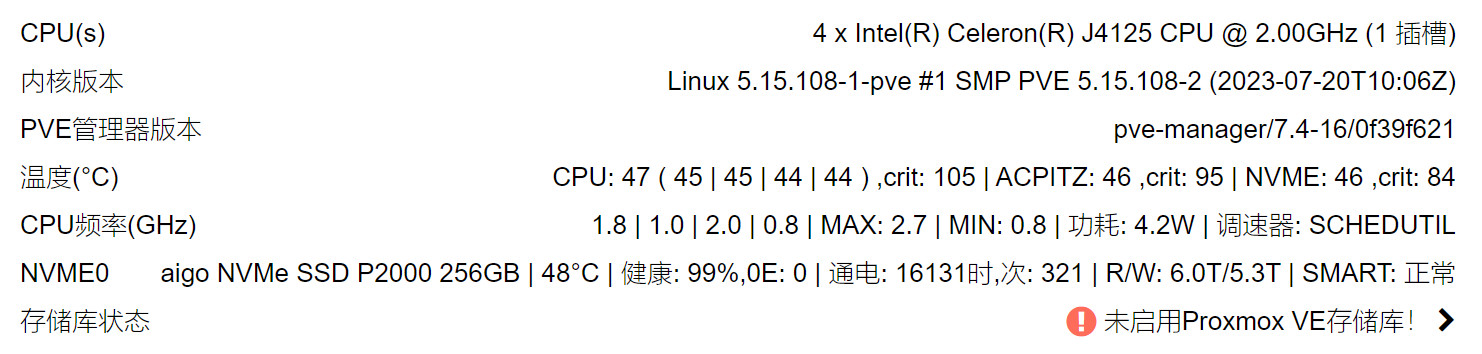 CPU(s) 4 x Intel(R) Celeron(R) J4125 CPU @ 2.00GHz (1 插槽)
内核版本 Linux 5.15.108-1-pve #1 SMP PVE 5.15.108-2 (2023-07-20T10:06Z)
PVE管理器版本 pve-manager/7.4-16/0f39f621
温度(°C) CPU: 47 ( 45 | 45 | 44 | 44 ) ,crit: 105 | ACPITZ: 46 ,crit: 95 | NVME: 46 ,crit: 84
CPU频率(GHz) 1.8 | 1.0 | 2.0 | 0.8 | MAX: 2.7 | MIN: 0.8 | 功耗: 4.2W | 调速器: SCHEDUTIL
NVME0 aigo NVMe SSD P2000 256GB | 48°C | 健康: 99%,0E: 0 | 通电: 16131时,次: 321 | R/W: 6.0T/5.3T | SMART: 正常
存储库状态 未启用Proxmox VE存储库！